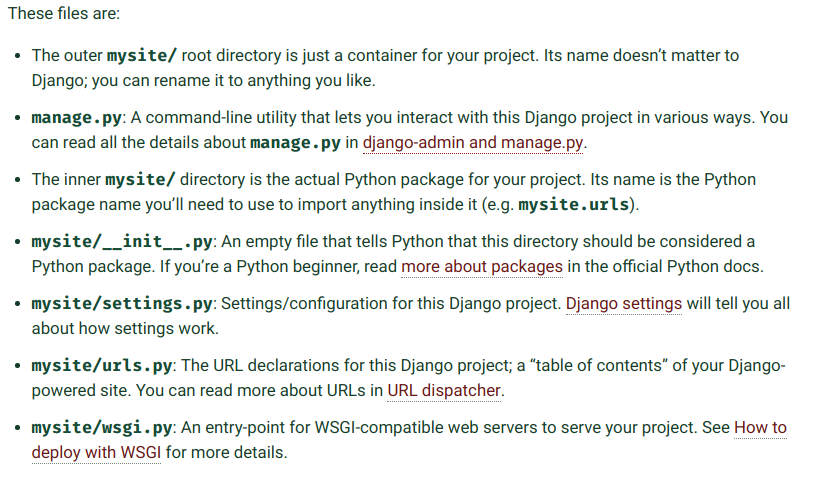 These files are:
• The outer mysite/ root directory is just a container for your project. Its name doesn’t matter to
Django; you can rename it to anything you like.
• manage.py: A command-line utility that lets you interact with this Django project in various ways. You
can read all the details about manage.py in django-admin and manage.py.
• The inner mysite/ directory is the actual Python package for your project. Its name is the Python
package name you’ll need to use to import anything inside it (e.g. mysite.urls).
• mysite/__init__.py: An empty file that tells Python that this directory should be considered a
Python package. If you’re a Python beginner, read more about packages in the official Python docs.
• mysite/settings.py: Settings/configuration for this Django project. Django settings will tell you all
about how settings work.
• mysite/urls.py: The URL declarations for this Django project; a “table of contents” of your Django-
powered site. You can read more about URLs in URL dispatcher.
• mysite/wsgi.py: An entry-point for WSGI-compatible web servers to serve your project. See How to
deploy with WSGI for more details.